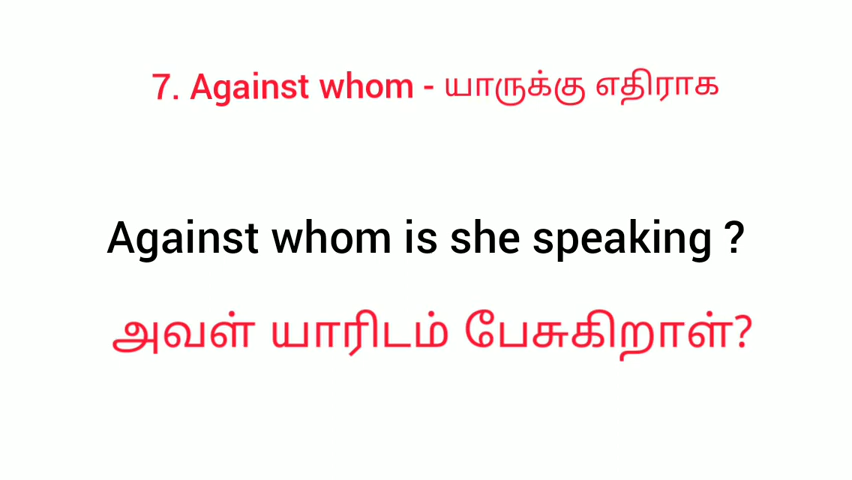 7. Against whom - யாருக்கு எதிராக
Against whom is she speaking ?
அவள் யாரிடம் பேசுகிறாள்?